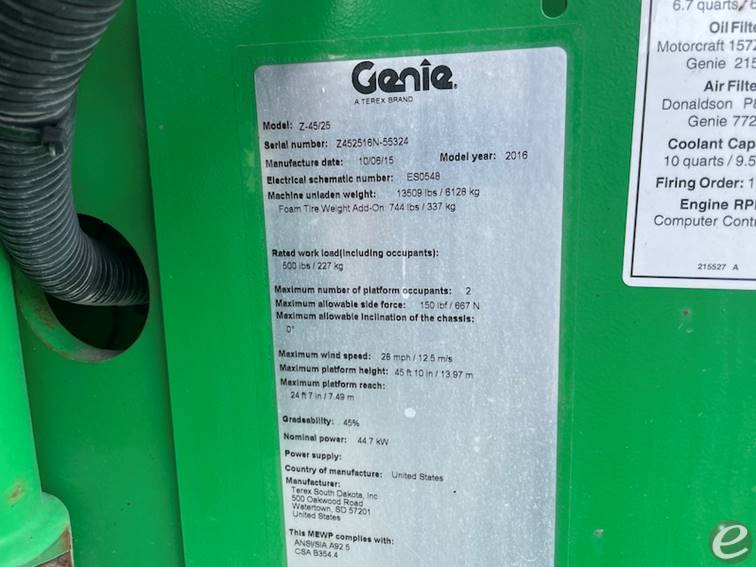 Genie
A TEREX BRAND
Model: Z-45/25
Serial number: Z452516N-55324
Manufacture date: 10/06/15 Model year: 2016
Electrical schematic number: ES0548
Machine unladen weight: 13509 lbs / 6128 kg
Foam Tire Weight Add-On: 744 lbs / 337 kg
Rated work load(including occupants):
500 lbs / 227 kg
Maximum number of platform occupants: 2
Maximum allowable side force: 150 lbf / 667 N
Maximum allowable inclination of the chassis:
0°
Maximum wind speed: 28 mph / 12.5 m/s
Maximum platform height: 45 ft 10 in / 13.97 m
Maximum platform reach:
24 ft 7 in / 7.49 m
Gradeability: 45%
Nominal power: 44.7 kW
Power supply:
Country of manufacture: United States
Manufacturer:
Terex South Dakota, Inc
500 Oakwood Road
Watertown, SD 57201
United States
This MEWP complies with:
ANSI/SIA A92.5
CSA B354.4
6.7 quarts
Oil Filte
Motorcraft 157
Genie 215
Air Filte
Donaldson P
Genie 772
Coolant Cap
10 quarts / 9.5
Firing Order: 1
Engine RP
Computer Contr
215527 A
e